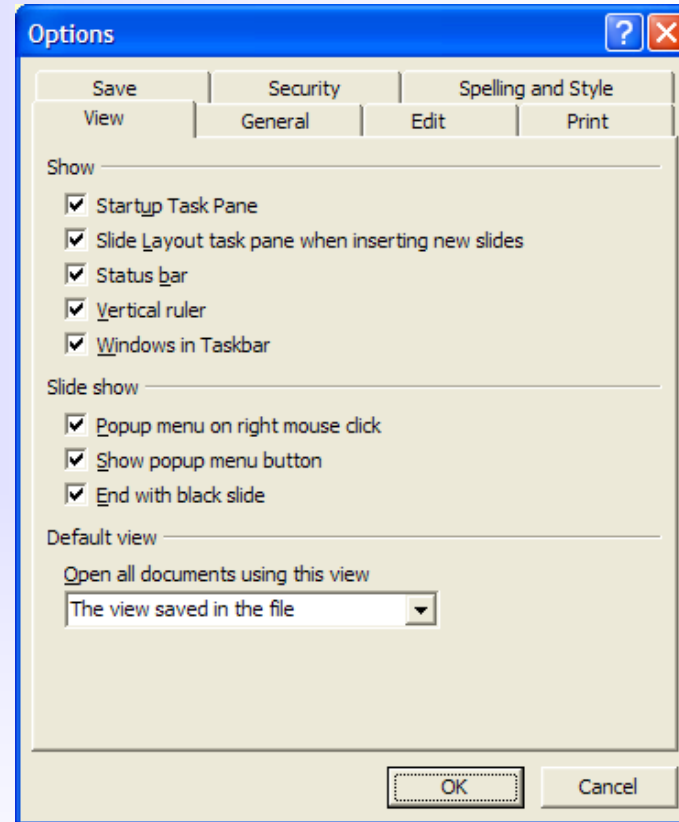 Options
Save Security Spelling and Style
View General Edit Print
Show
Startup Task Pane
Slide Layout task pane when inserting new slides
Status bar
Vertical ruler
Windows in Taskbar
Slide show
Popup menu on right mouse click
Show popup menu button
End with black slide
Default view
Open all documents using this view
The view saved in the file
OK Cancel